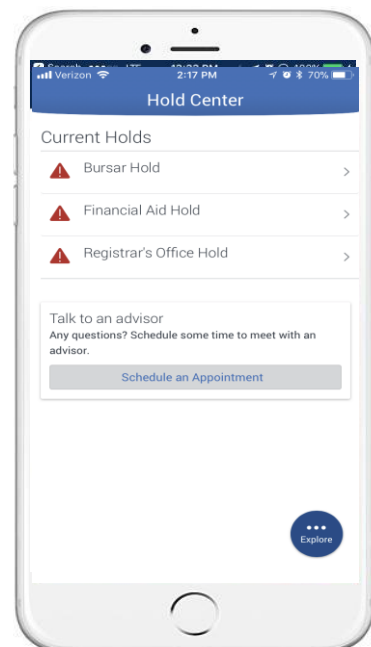 Verizon 2:17 PM 70%
Hold Center
Current Holds
Bursar Hold
Financial Aid Hold
Registrar's Office Hold
Talk to an advisor
Any questions? Schedule some time to meet with an
advisor.
Schedule an Appointment
Explore